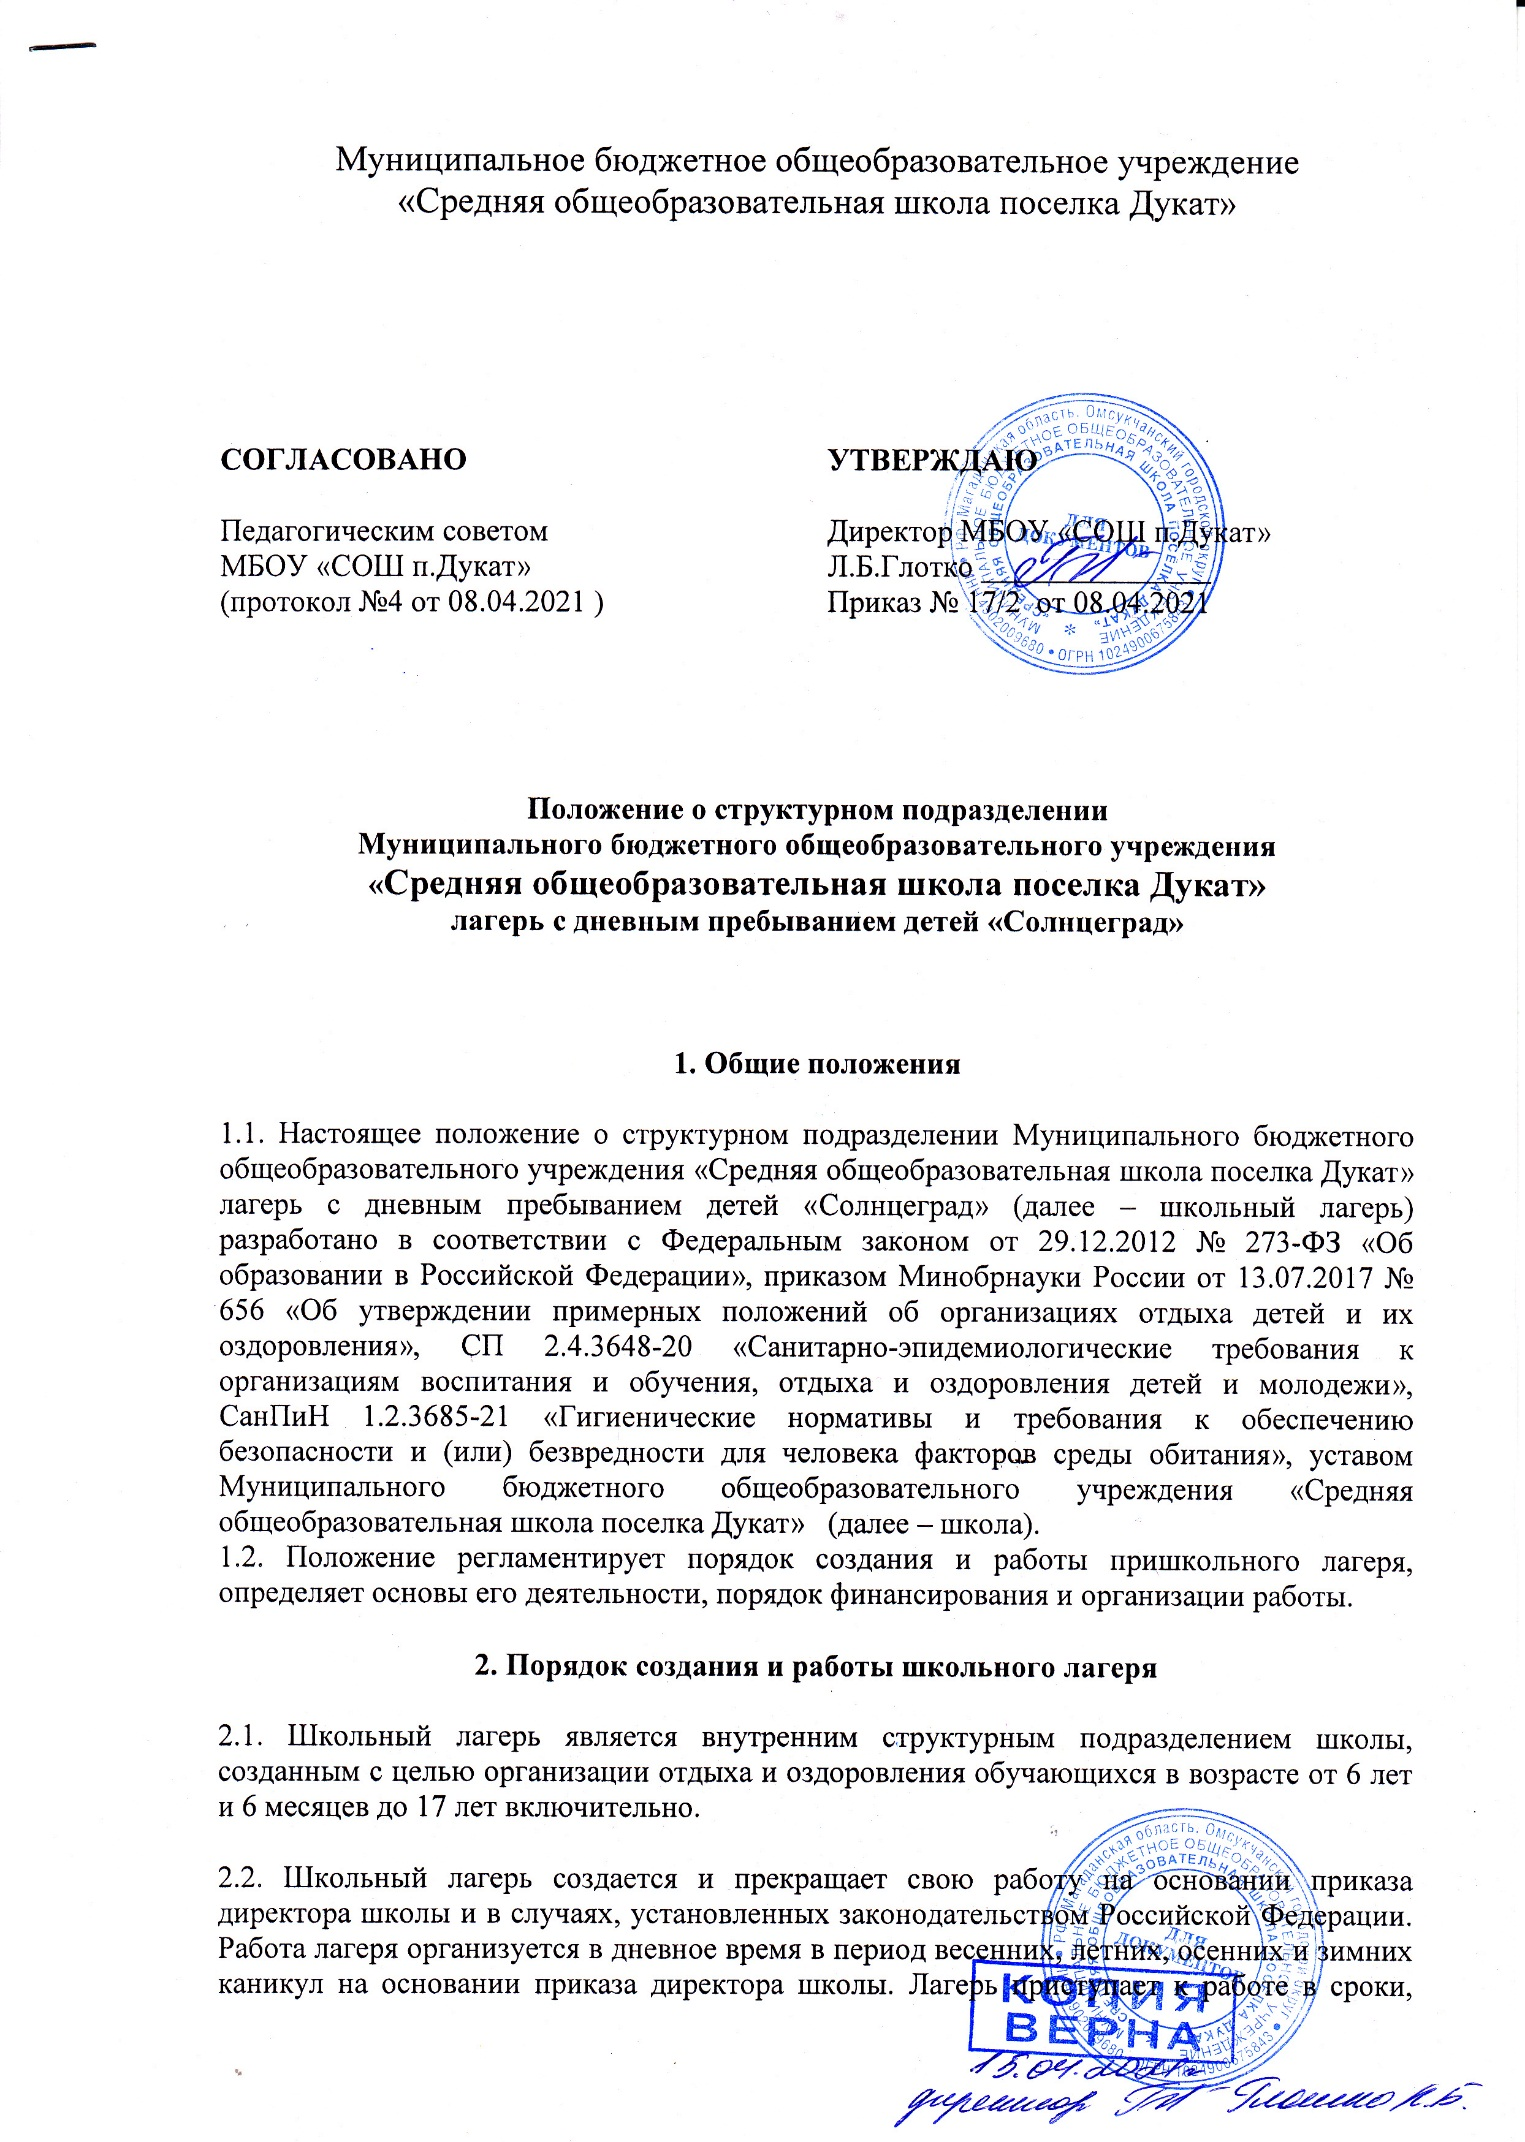 Муниципальное бюджетное общеобразовательное учреждение
«Средняя общеобразовательная школа поселка Дукат»
СОГЛАСОВАНО
Педагогическим советом
МБОУ «СОШ п.Дукат»
(протокол №4 от 08.04.2021 )
УТВЕРЖДАЮ
Директор МБОУ «СОШ п.Дукат»
Л.Б.Глотко
Приказ № 17/2 от 08.04.2021
ДЛЯ
ДОКУМЕНТОВ
Положение о структурном подразделении
Муниципального бюджетного общеобразовательного учреждения
«Средняя общеобразовательная школа поселка Дукат»
лагерь с дневным пребыванием детей «Солнцеград»
1. Общие положения
1.1. Настоящее положение о структурном подразделении Муниципального бюджетного
общеобразовательного учреждения «Средняя общеобразовательная школа поселка Дукат»
лагерь с дневным пребыванием детей «Солнцеград» (далее – школьный лагерь)
разработано в соответствии с Федеральным законом от 29.12.2012 № 273-ФЗ «Об
образовании в Российской Федерации», приказом Минобрнауки России от 13.07.2017 №
656 «Об утверждении примерных положений об организациях отдыха детей и их
оздоровления», СП 2.4.3648-20 «Санитарно-эпидемиологические требования к
организациям воспитания и обучения, отдыха и оздоровления детей и молодежи»,
СанПиН 1.2.3685-21 «Гигиенические нормативы и требования к обеспечению
безопасности и (или) безвредности для человека факторов среды обитания», уставом
Муниципального бюджетного общеобразовательного учреждения «Средняя
общеобразовательная школа поселка Дукат» (далее – школа).
1.2. Положение регламентирует порядок создания и работы пришкольного лагеря,
определяет основы его деятельности, порядок финансирования и организации работы.
2. Порядок создания и работы школьного лагеря
2.1. Школьный лагерь является внутренним структурным подразделением школы,
созданным с целью организации отдыха и оздоровления обучающихся в возрасте от 6 лет
и 6 месяцев до 17 лет включительно.
2.2. Школьный лагерь создается и прекращает свою работу на основании приказа
директора школы и в случаях, установленных законодательством Российской Федерации.
Работа лагеря организуется в дневное время в период весенних, летних, осенних и зимних
каникул на основании приказа директора школы. Лагерь приступает к работе в сроки,
ДЛЯ
ДОКУМЕНТОВ
КОПИЯ
ВЕРНА
15.04.2021г
директор Глотко Л.Б.